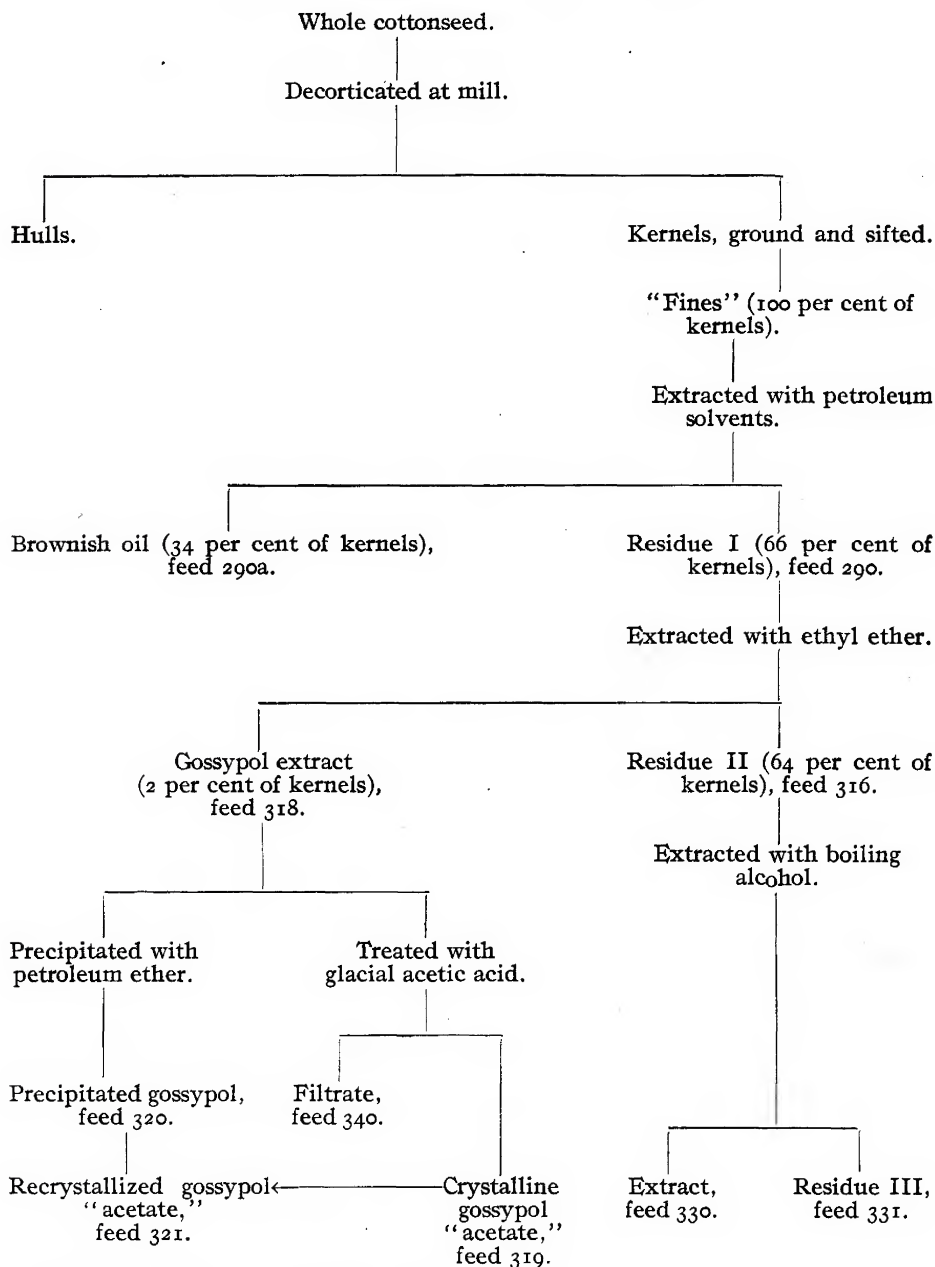 Whole cottonseed.
Decorticated at mill.
Hulls.
Kernels, ground and sifted.
"Fines" (100 per cent of
kernels).
Extracted with petroleum
solvents.
Brownish oil (34 per cent of kernels),
feed 290a.
Residue I (66 per cent of
kernels), feed 290.
Extracted with ethyl ether.
Gossypol extract
(2 per cent of kernels),
feed 318.
Residue II (64 per cent of
kernels), feed 316.
Extracted with boiling
alcohol.
Precipitated with
petroleum ether.
Treated with
glacial acetic acid.
Precipitated gossypol,
feed 320.
Filtrate,
feed 340.
Recrystallized gossypol
"acetate,"
feed 321.
Crystalline
gossypol
"acetate,"
feed 319.
Extract,
feed 330.
Residue III,
feed 331.